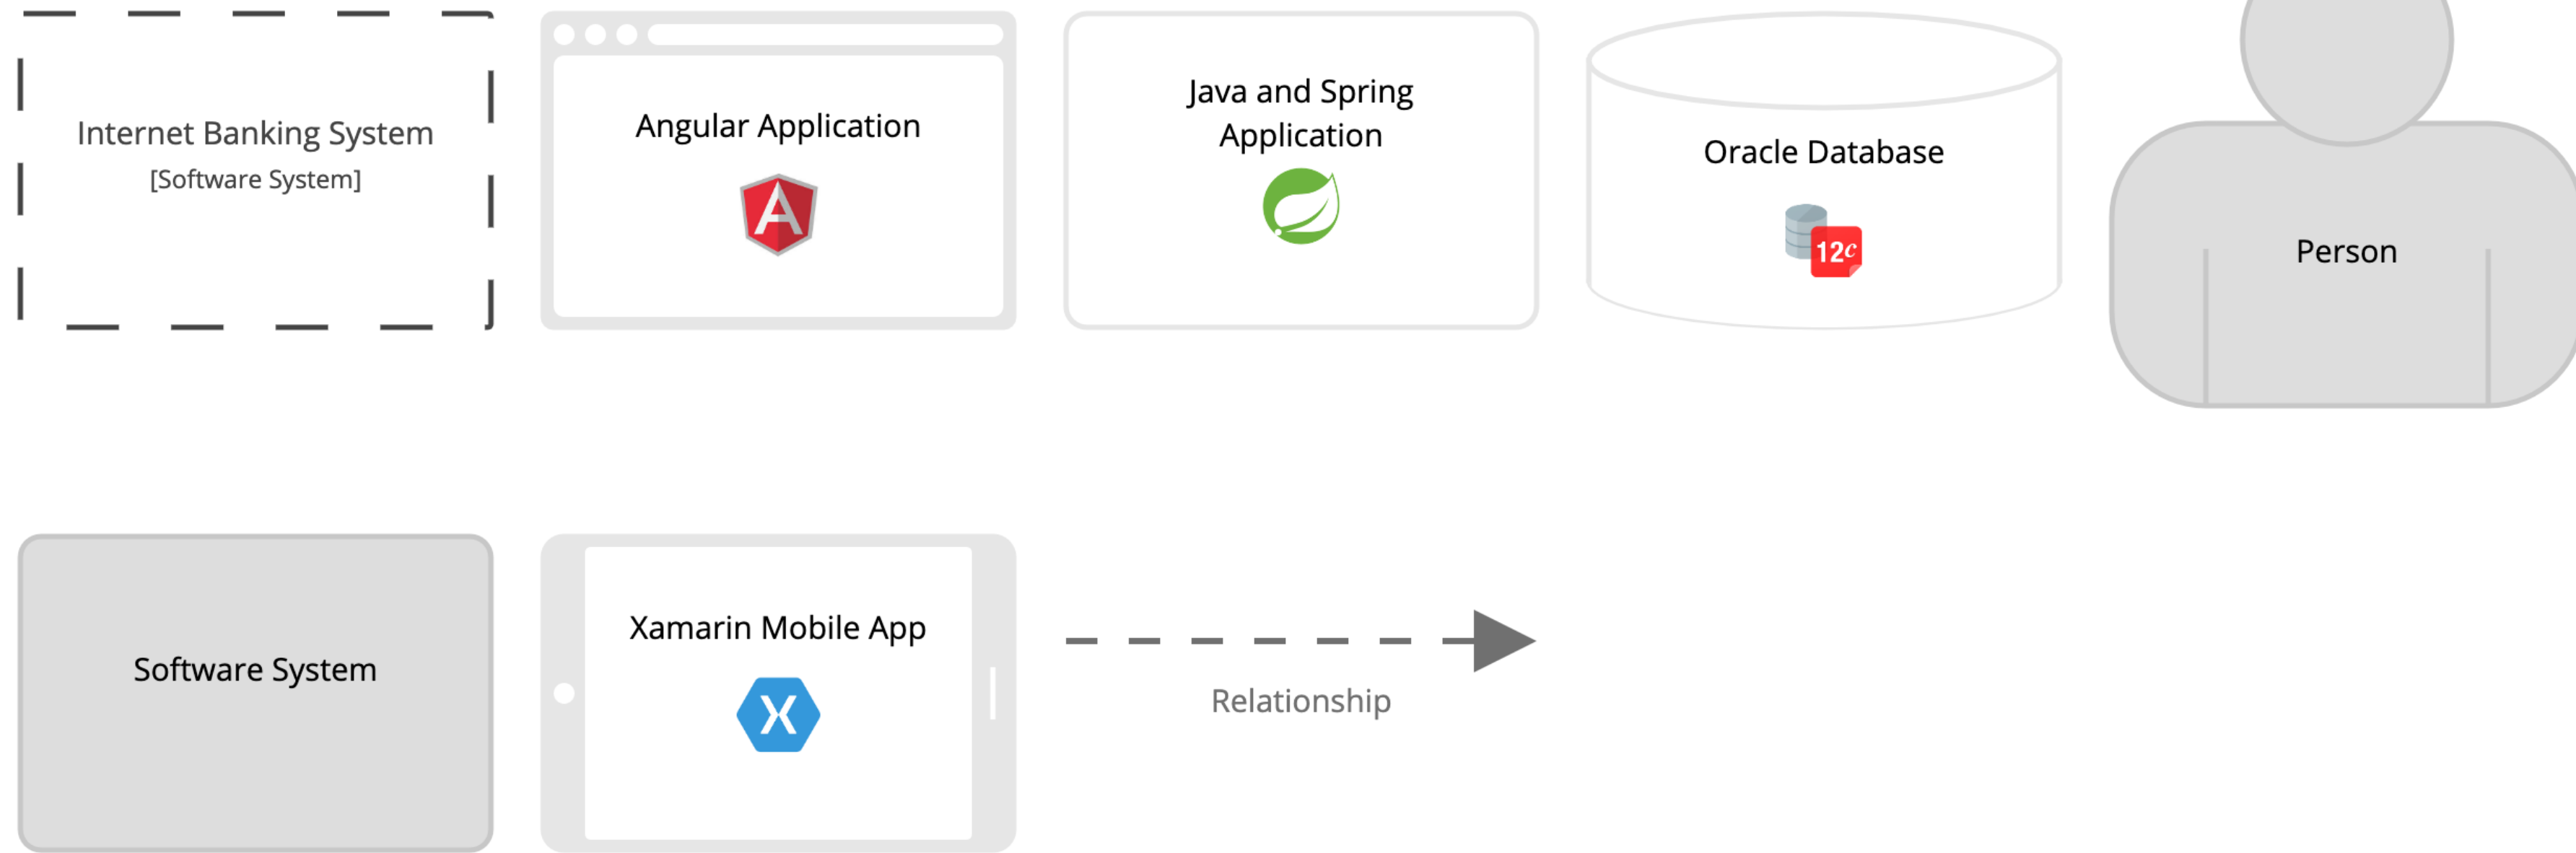 Internet Banking System
[Software System]
Angular Application
A
Java and Spring
Application
Oracle Database
12c
Person
Software System
Xamarin Mobile App
X
Relationship